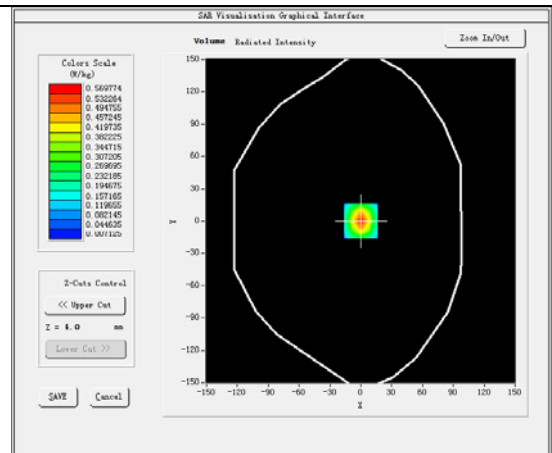 SAR Visualisation Graphical Interface
Volume Radiated Intensity
Zoom In/Out
Colors Scale
(W/kg)
0.569774
0.532264
0.494755
0.457245
0.419735
0.382225
0.344715
0.307205
0.269695
0.232185
0.194675
0.157165
0.119655
0.082145
0.044635
0.007125
150
120
90
60
30
0
-30
-60
-90
-120
-150
Y
-150 -120 -90 -60 -30 0 30 60 90 120 150
X
Z-Cuts Control
<< Upper Cut
Z = 4.0 mm
Lower Cut >>
SAVE Cancel